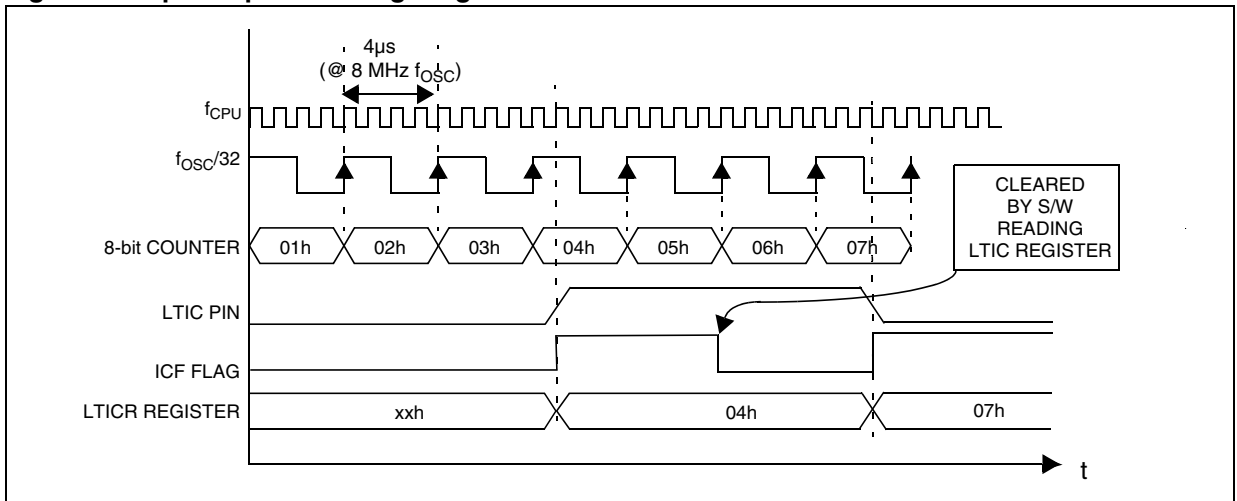 4µs
(@ 8 MHz fOSC)
fCPU
fOSC/32
CLEARED
BY S/W
READING
LTIC REGISTER
8-bit COUNTER
01h
02h
03h
04h
05h
06h
07h
LTIC PIN
ICF FLAG
LTICR REGISTER
xxh
04h
07h
t